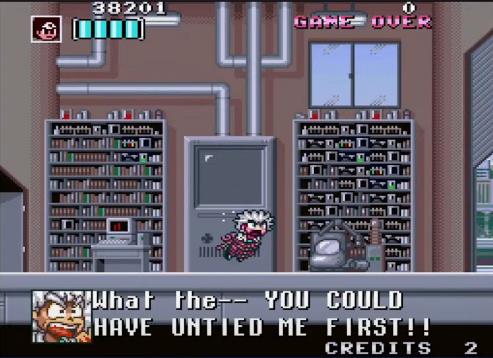 38201
0
GAME OVER
What the-- YOU COULD
HAVE UNTIED ME FIRST!!
CREDITS 2